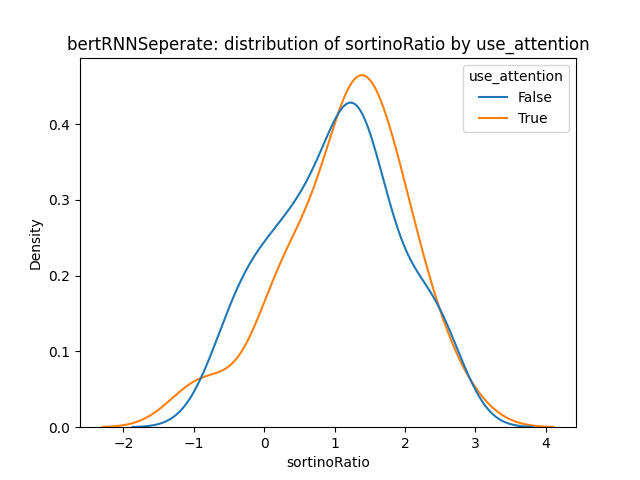 bertRNNSeperate: distribution of sortinoRatio by use_attention
use_attention
False
True
Density
0.4
0.3
0.2
0.1
0.0
−2 −1 0 1 2 3 4
sortinoRatio